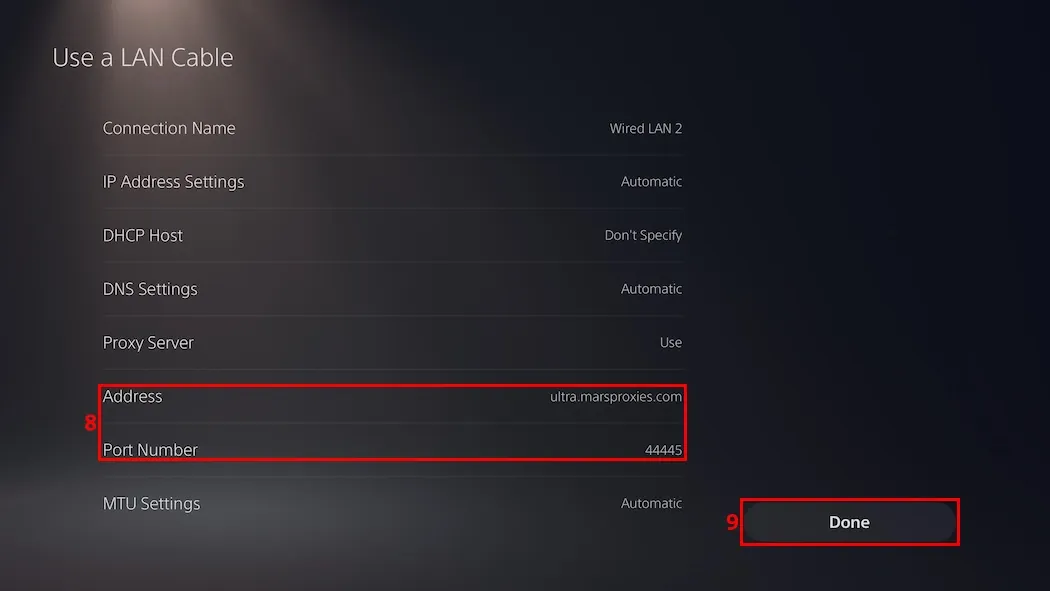 Use a LAN Cable
Connection Name Wired LAN 2
IP Address Settings Automatic
DHCP Host Don't Specify
DNS Settings Automatic
Proxy Server Use
8
Address ultra.marsproxies.com
Port Number 44445
MTU Settings Automatic
9 Done